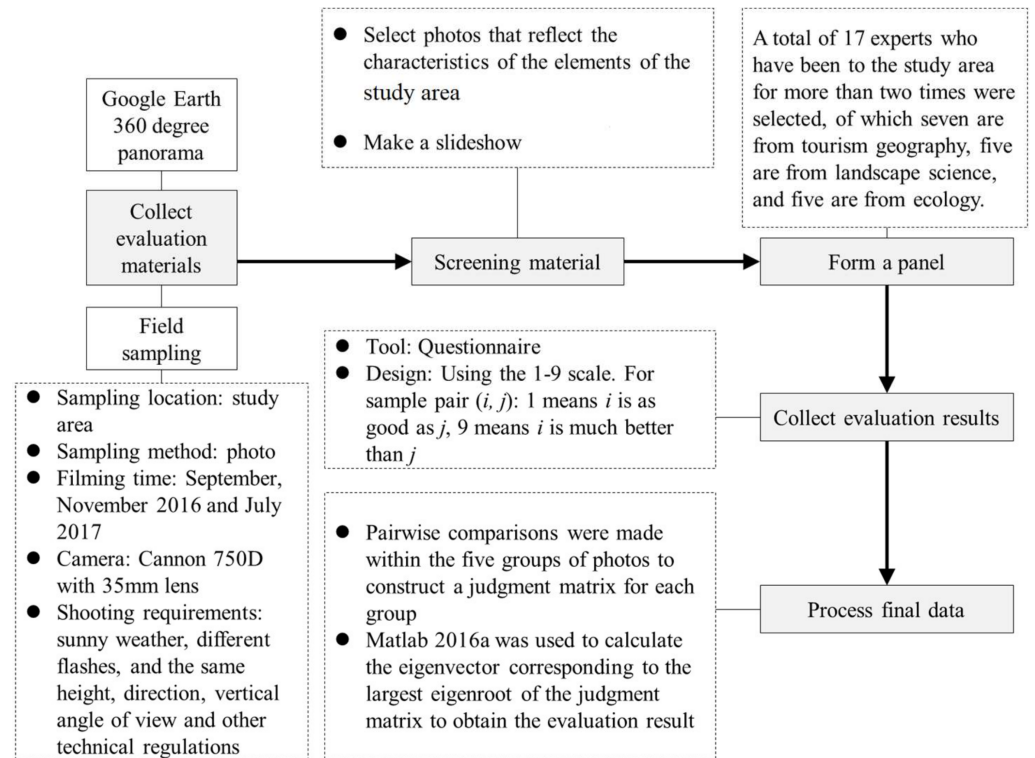 Google Earth
360 degree
panorama
Collect
evaluation
materials
Field
sampling
● Sampling location: study
area
● Sampling method: photo
● Filming time: September,
November 2016 and July
2017
● Camera: Cannon 750D
with 35mm lens
● Shooting requirements:
sunny weather, different
flashes, and the same
height, direction, vertical
angle of view and other
technical regulations
● Select photos that reflect the
characteristics of the elements of the
study area
● Make a slideshow
Screening material
A total of 17 experts who
have been to the study area
for more than two times were
selected, of which seven are
from tourism geography, five
are from landscape science,
and five are from ecology.
Form a panel
● Tool: Questionnaire
● Design: Using the 1-9 scale. For
sample pair (i, j): 1 means i is as
good as j, 9 means i is much better
than j
Collect evaluation results
● Pairwise comparisons were made
within the five groups of photos to
construct a judgment matrix for each
group
● Matlab 2016a was used to calculate
the eigenvector corresponding to the
largest eigenroot of the judgment
matrix to obtain the evaluation result
Process final data